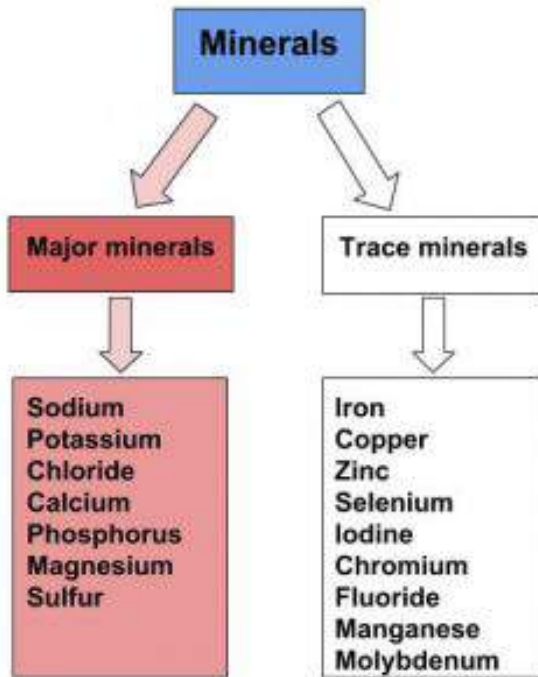 Minerals
Major minerals
Trace minerals
Sodium
Potassium
Chloride
Calcium
Phosphorus
Magnesium
Sulfur
Iron
Copper
Zinc
Selenium
Iodine
Chromium
Fluoride
Manganese
Molybdenum